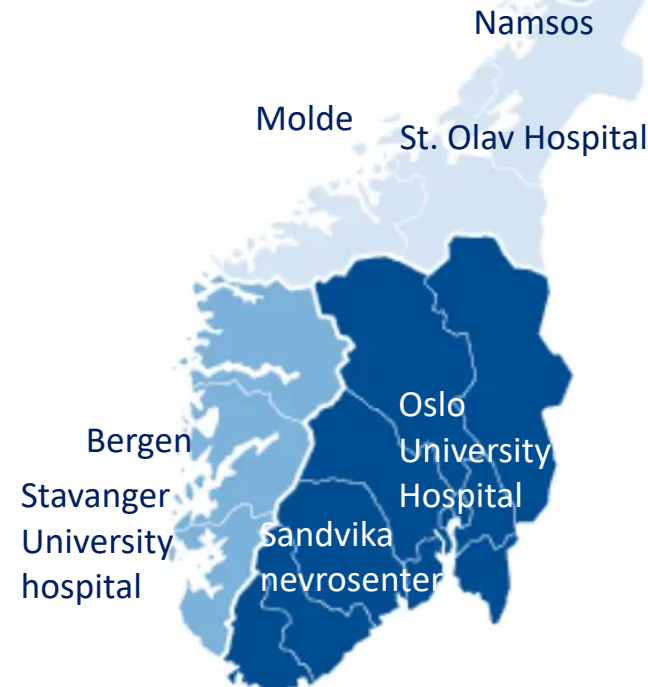 Namsos
Molde
St. Olav Hospital
Oslo
University
Hospital
Bergen
Stavanger
University
hospital
Sandvika
nevrosenter